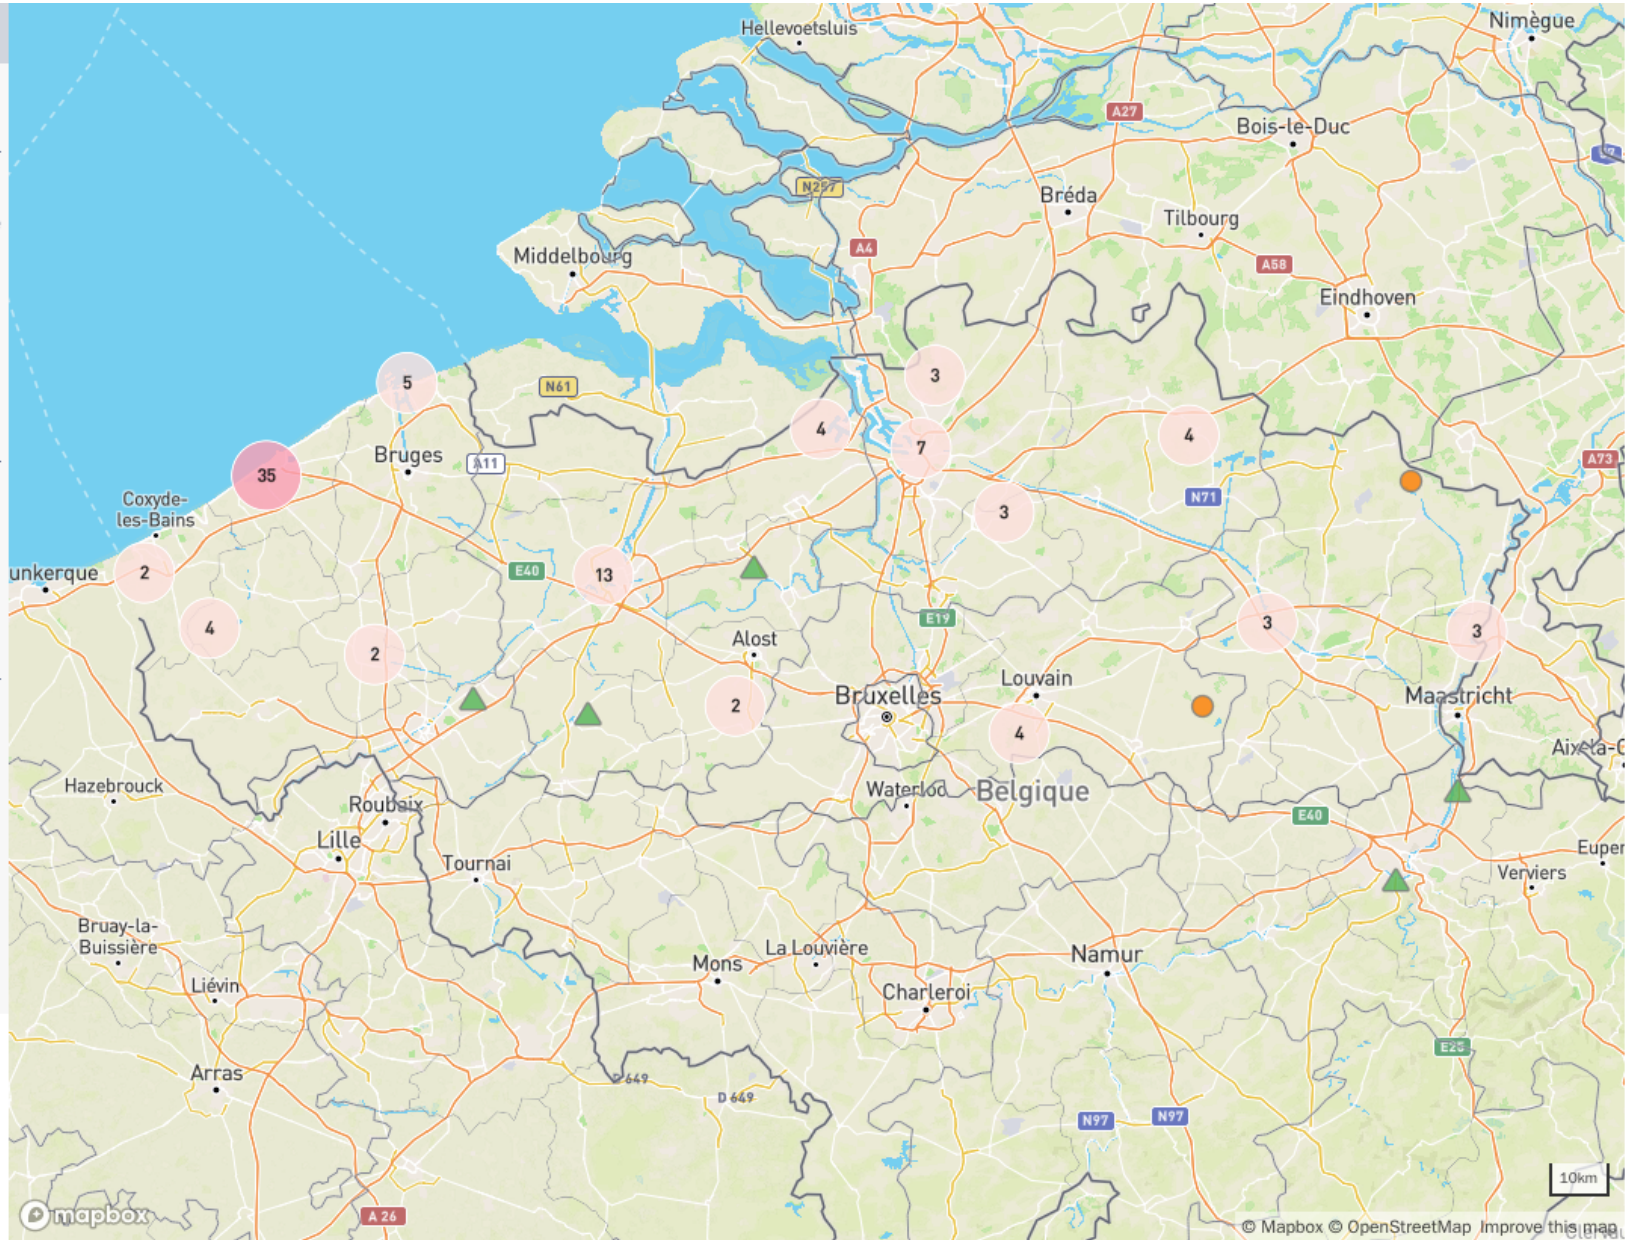 Hellevoetsluis
Nimègue
A27
Bois-le-Duc
N257
Bréda
Tilbourg
A4
Middelbourg
A58
Eindhoven
5
3
N61
4
7
4
Bruges
A11
A73
35
N71
Coxyde-
les-Bains
3
unkerque
2
E40
13
4
E19
3
3
2
Alost
Louvain
Bruxelles
Maastricht
2
4
Aix-la-C
Hazebrouck
Waterloo
Belgique
Roubaix
E40
Lille
Tournai
Eupen
Verviers
Bruay-la-
Buissière
La Louvière
Mons
Namur
Liévin
Charleroi
E25
Arras
D 649
D 649
N97
N97
10km
mapbox
A 26
© Mapbox © OpenStreetMap Improve this map